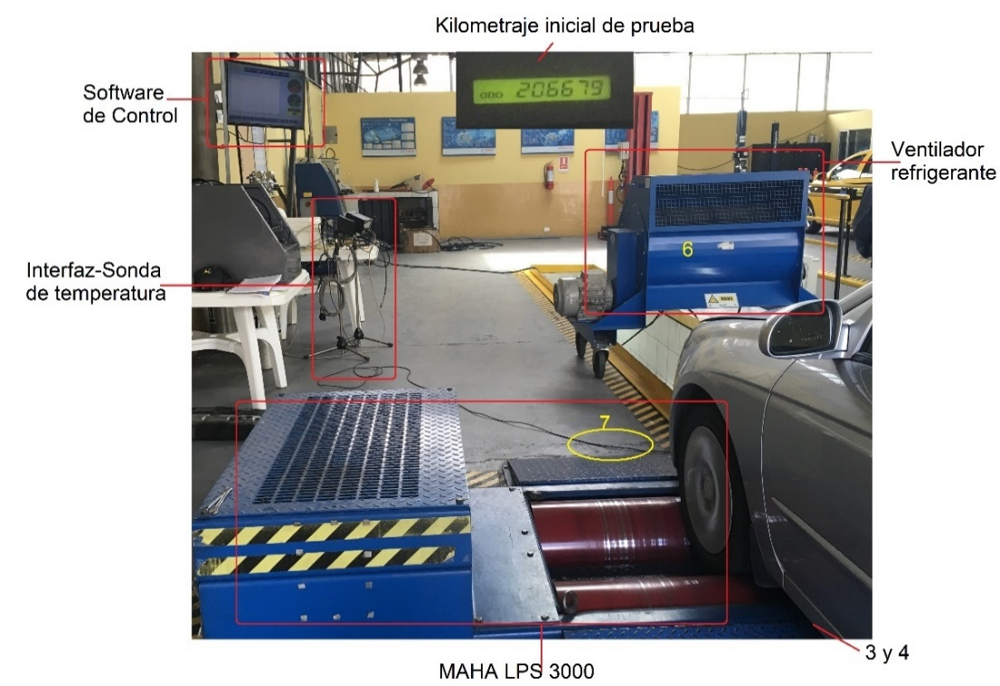 Kilometraje inicial de prueba
ODO 206679
Software
de Control
Ventilador
refrigerante
6
Interfaz-Sonda
de temperatura
7
3 y 4
MAHA LPS 3000